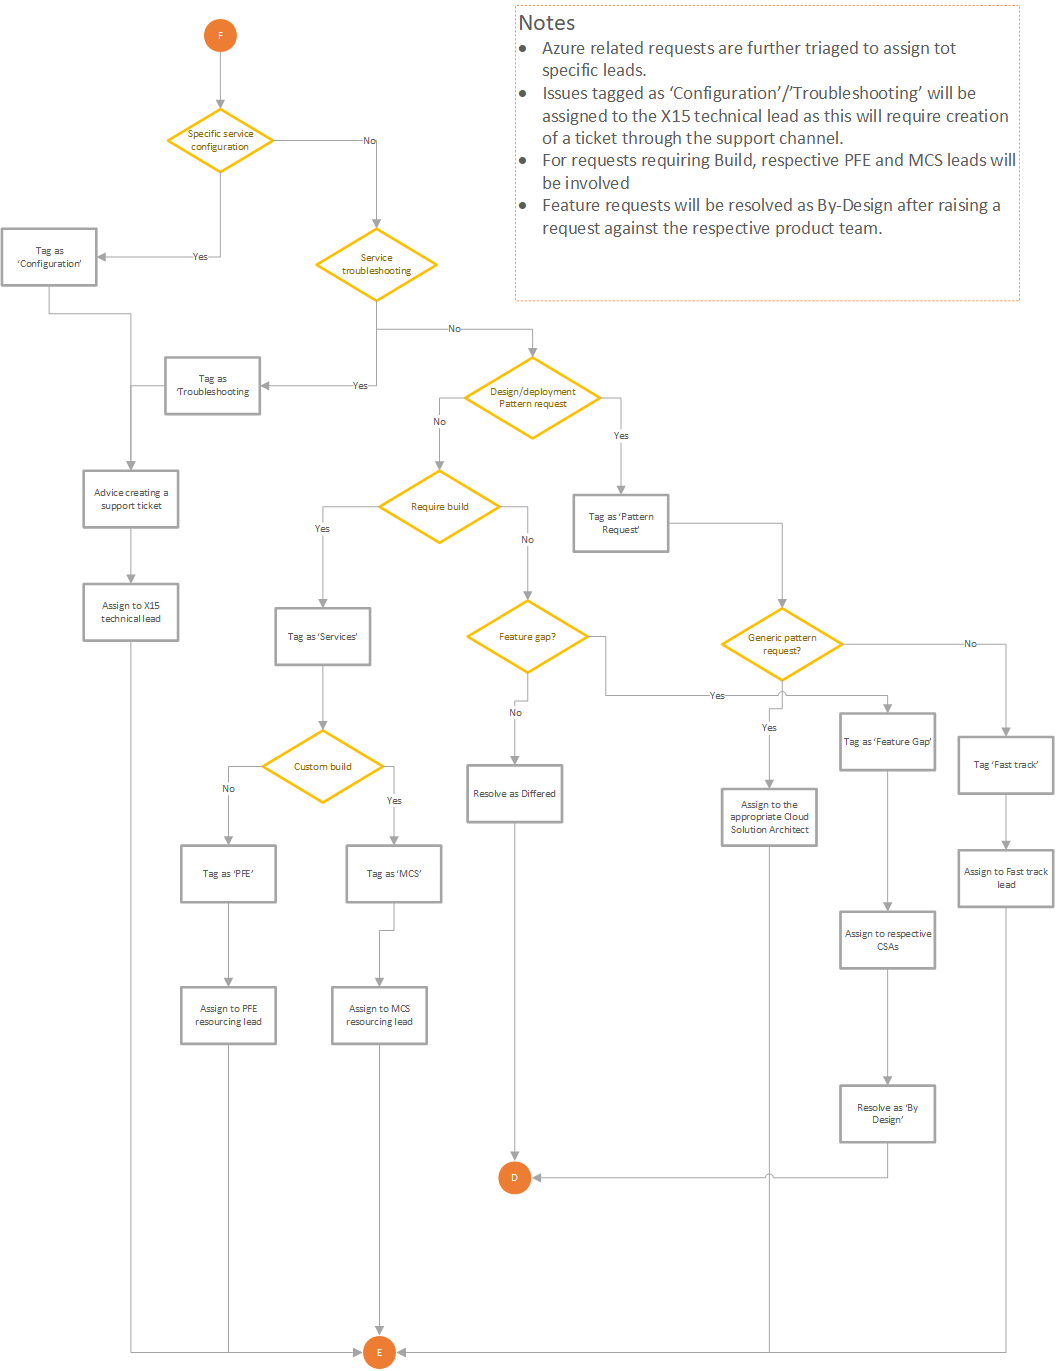 F
Notes
• Azure related requests are further triaged to assign tot
specific leads.
• Issues tagged as ‘Configuration’/’Troubleshooting’ will be
assigned to the X15 technical lead as this will require creation
of a ticket through the support channel.
• For requests requiring Build, respective PFE and MCS leads will
be involved
• Feature requests will be resolved as By-Design after raising a
request against the respective product team.
Specific service
configuration
No
Yes
Tag as
‘Configuration’
Service
troubleshooting
No
Yes
Tag as
‘Troubleshooting
Design/deployment
Pattern request
No
Yes
Advice creating a
support ticket
Require build
Tag as ‘Pattern
Request’
Yes
No
Assign to X15
technical lead
Tag as ‘Services’
Feature gap?
Generic pattern
request?
No
Yes
No
Yes
Tag as ‘Feature Gap’
Tag ‘Fast track’
Custom build
No
Yes
Resolve as Differed
Assign to the
appropriate Cloud
Solution Architect
Tag as ‘PFE’
Tag as ‘MCS’
Assign to Fast track
lead
Assign to respective
CSAs
Assign to PFE
resourcing lead
Assign to MCS
resourcing lead
Resolve as ‘By
Design’
D
E